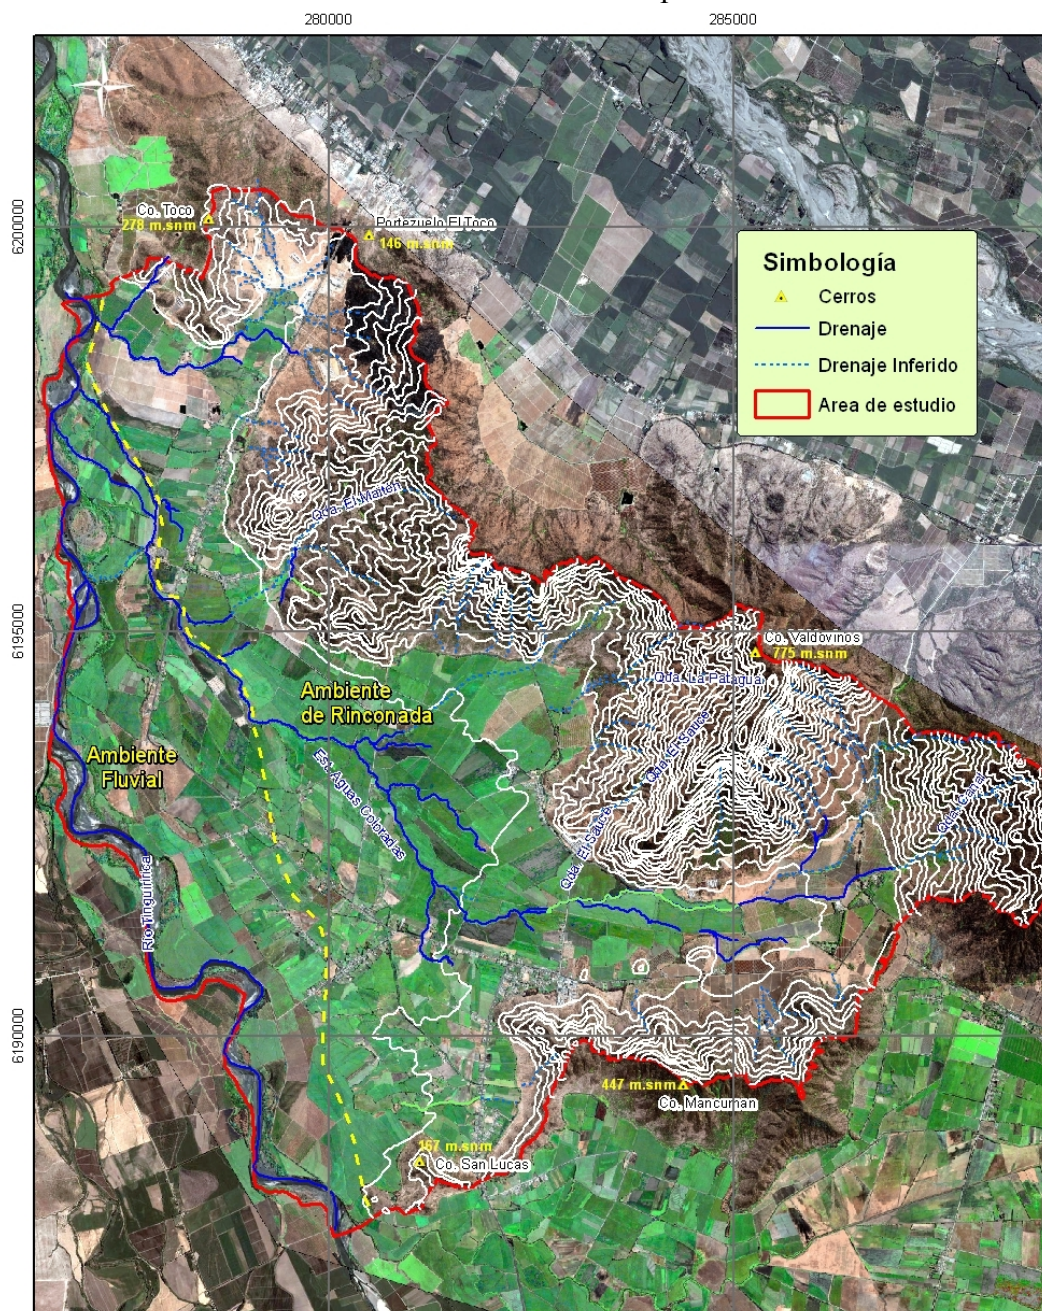 280000
285000
6200000
6195000
6190000
Co. Toco
278 m.snm
Portezuelo El Toco
146 m.snm
Simbología
Cerros
Drenaje
Drenaje Inferido
Area de estudio
Qda. El Maitén
Co. Valdovinos
775 m.snm
Qda. La Patagua
Ambiente
de Rinconada
Ambiente
Fluvial
Qda. El Sauce
Es. Aguas Coloradas
Qda. El Sauce
Río Tinguiririca
447 m.snm
Co. Mancuman
167 m.snm
Co. San Lucas